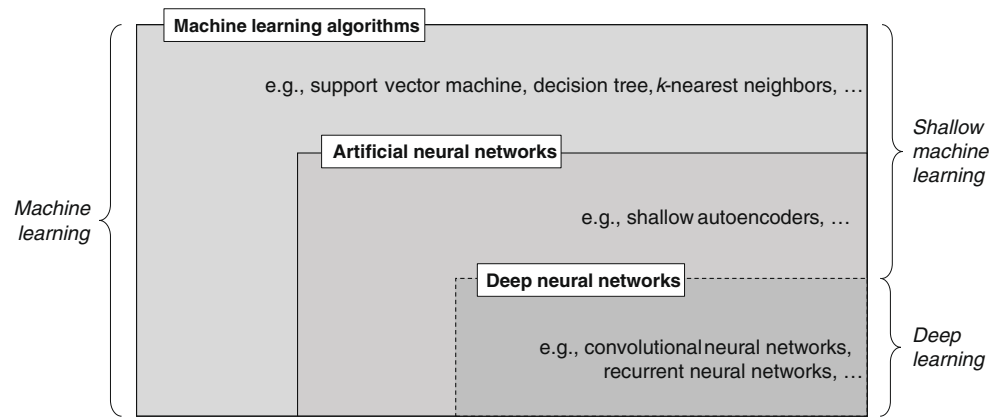 Machine learning algorithms
e.g., support vector machine, decision tree, k-nearest neighbors, …
Shallow
machine
learning
Artificial neural networks
Machine
learning
e.g., shallow autoencoders, …
Deep neural networks
e.g., convolutional neural networks,
recurrent neural networks, …
Deep
learning